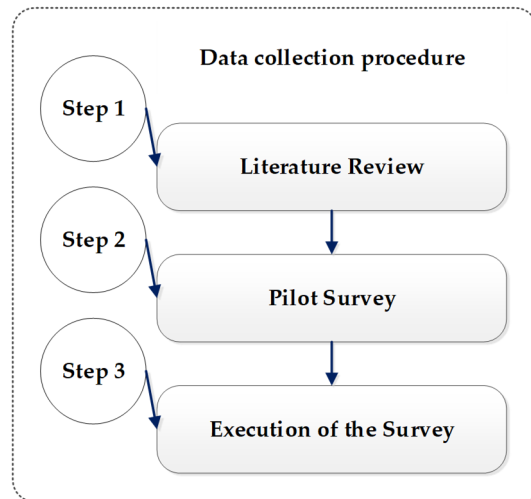 Data collection procedure
Step 1
Literature Review
Step 2
Pilot Survey
Step 3
Execution of the Survey